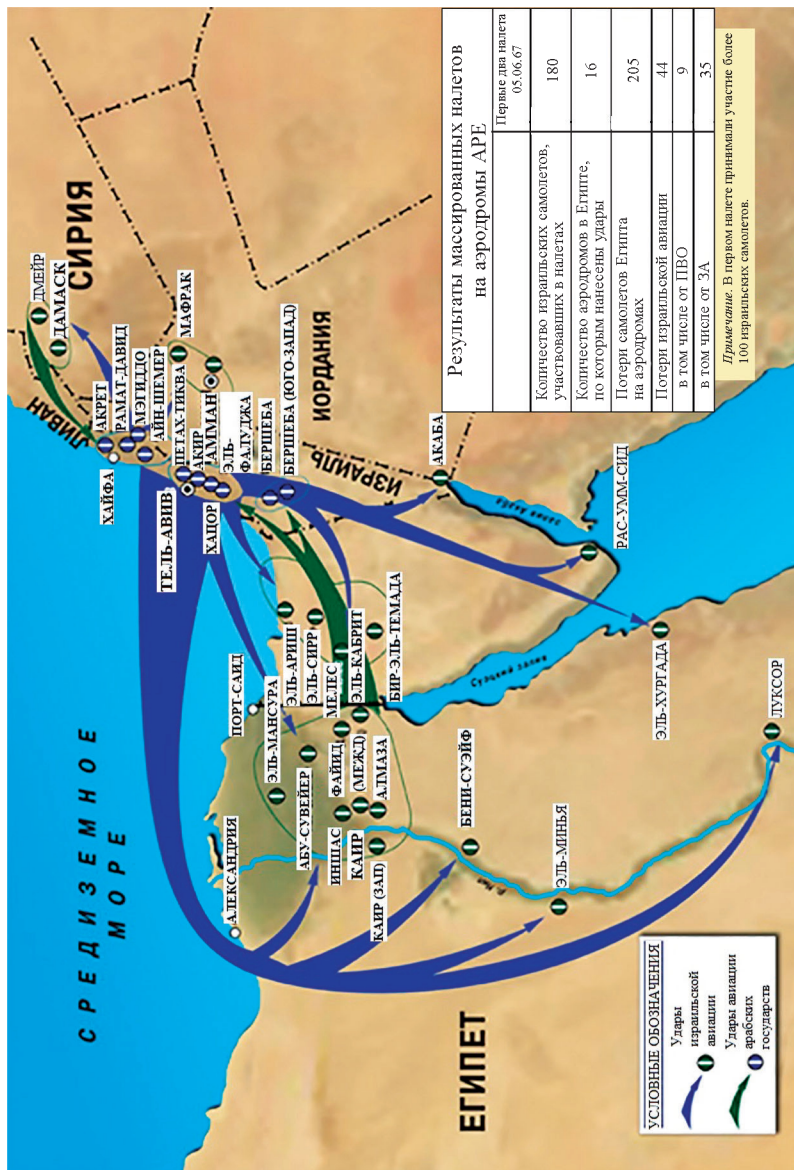 СРЕДИЗЕМНОЕ
МОРЕ
СИРИЯ
ЛИВАН
ИОРДАНИЯ
ИЗРАИЛЬ
ЕГИПЕТ
ДМЕЙР
ДАМАСК
АКРЕТ
РАМАТ-ДАВИД
МЭГИДДО
АЙН-ШЕМЕР
ХАЙФА
МАФРАК
ПЕТАХ-ТИКВА
АКИР
АММАН
ЭЛЬ-
ФАЛУДЖА
ТЕЛЬ-АВИВ
ХАЦОР
БЕРШЕБА
БЕРШЕБА (ЮГО-ЗАПАД)
АКАБА
РАС-УММ-СИД
ПОРТ-САИД
ЭЛЬ-МАНСУРА
ЭЛЬ-АРИШ
ЭЛЬ-СИРР
МЕЛЕС
ЭЛЬ-КАБРИТ
БИР-ЭЛЬ-ТЕМАДА
АЛЕКСАНДРИЯ
АБУ-СУВЕЙЕР
ФАЙИД
(МЕЖД)
АЛМАЗА
ИНШАС
КАИР
КАИР (ЗАП)
БЕНИ-СУЭЙФ
Суэцкий залив
р. Нил
ЭЛЬ-МИНЬЯ
ЭЛЬ-ХУРГАДА
ЛУКСОР
Результаты массированных налетов
на аэродромы АРЕ
Первые два налета
05.06.67
Количество израильских самолетов,
участвовавших в налетах
180
Количество аэродромов в Египте,
по которым нанесены удары
16
Потери самолетов Египта
на аэродромах
205
Потери израильской авиации
44
в том числе от ПВО
9
в том числе от ЗА
35
Примечание. В первом налете принимали участие более
100 израильских самолетов.
УСЛОВНЫЕ ОБОЗНАЧЕНИЯ
Удары
израильской
авиации
Удары авиации
арабских
государств